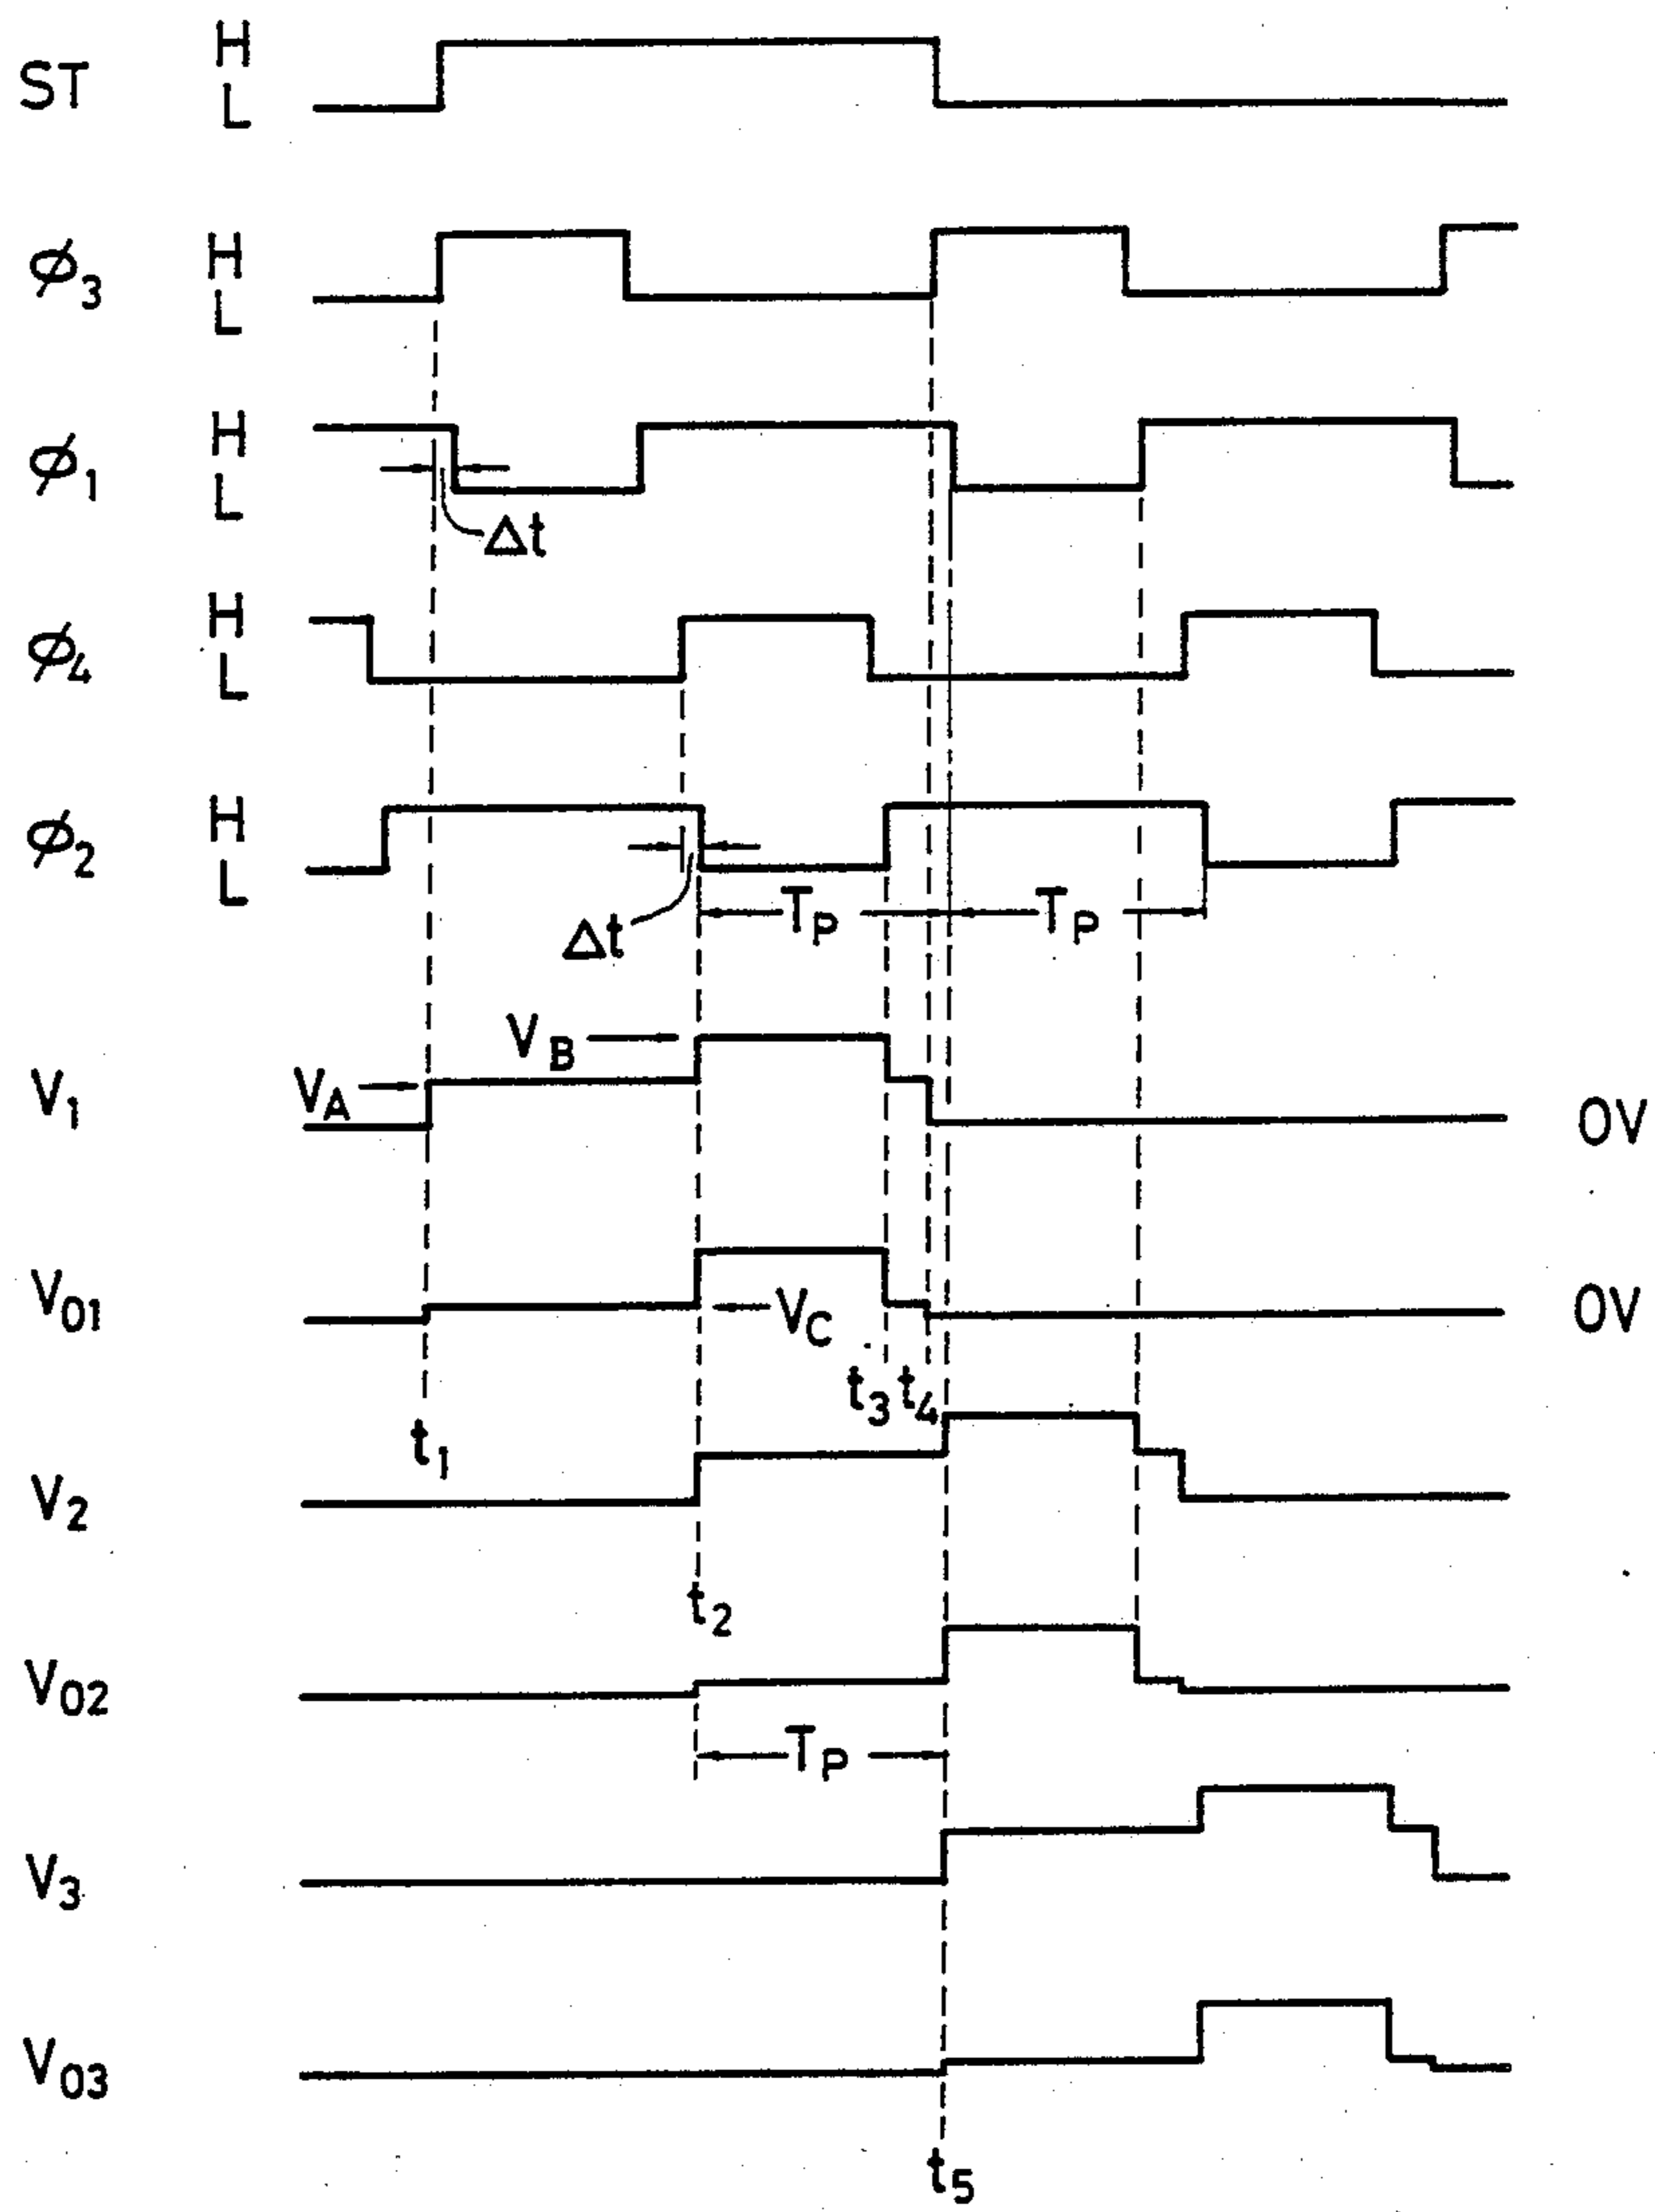 ST H
L
ϕ3 H
L
ϕ1 H
L
Δt
ϕ4 H
L
ϕ2 H
L
Δt TP TP
VB
V1 VA 0V
V01 VC 0V
t3 t4
t1
V2
t2
V02
TP
V3
V03
t5